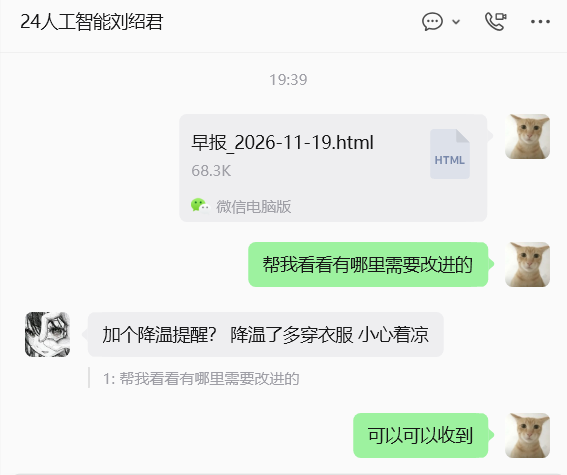 24人工智能刘绍君
19:39
早报_2026-11-19.html
68.3K
HTML
微信电脑版
帮我看看有哪里需要改进的
加个降温提醒? 降温了多穿衣服 小心着凉
1: 帮我看看有哪里需要改进的
可以可以收到